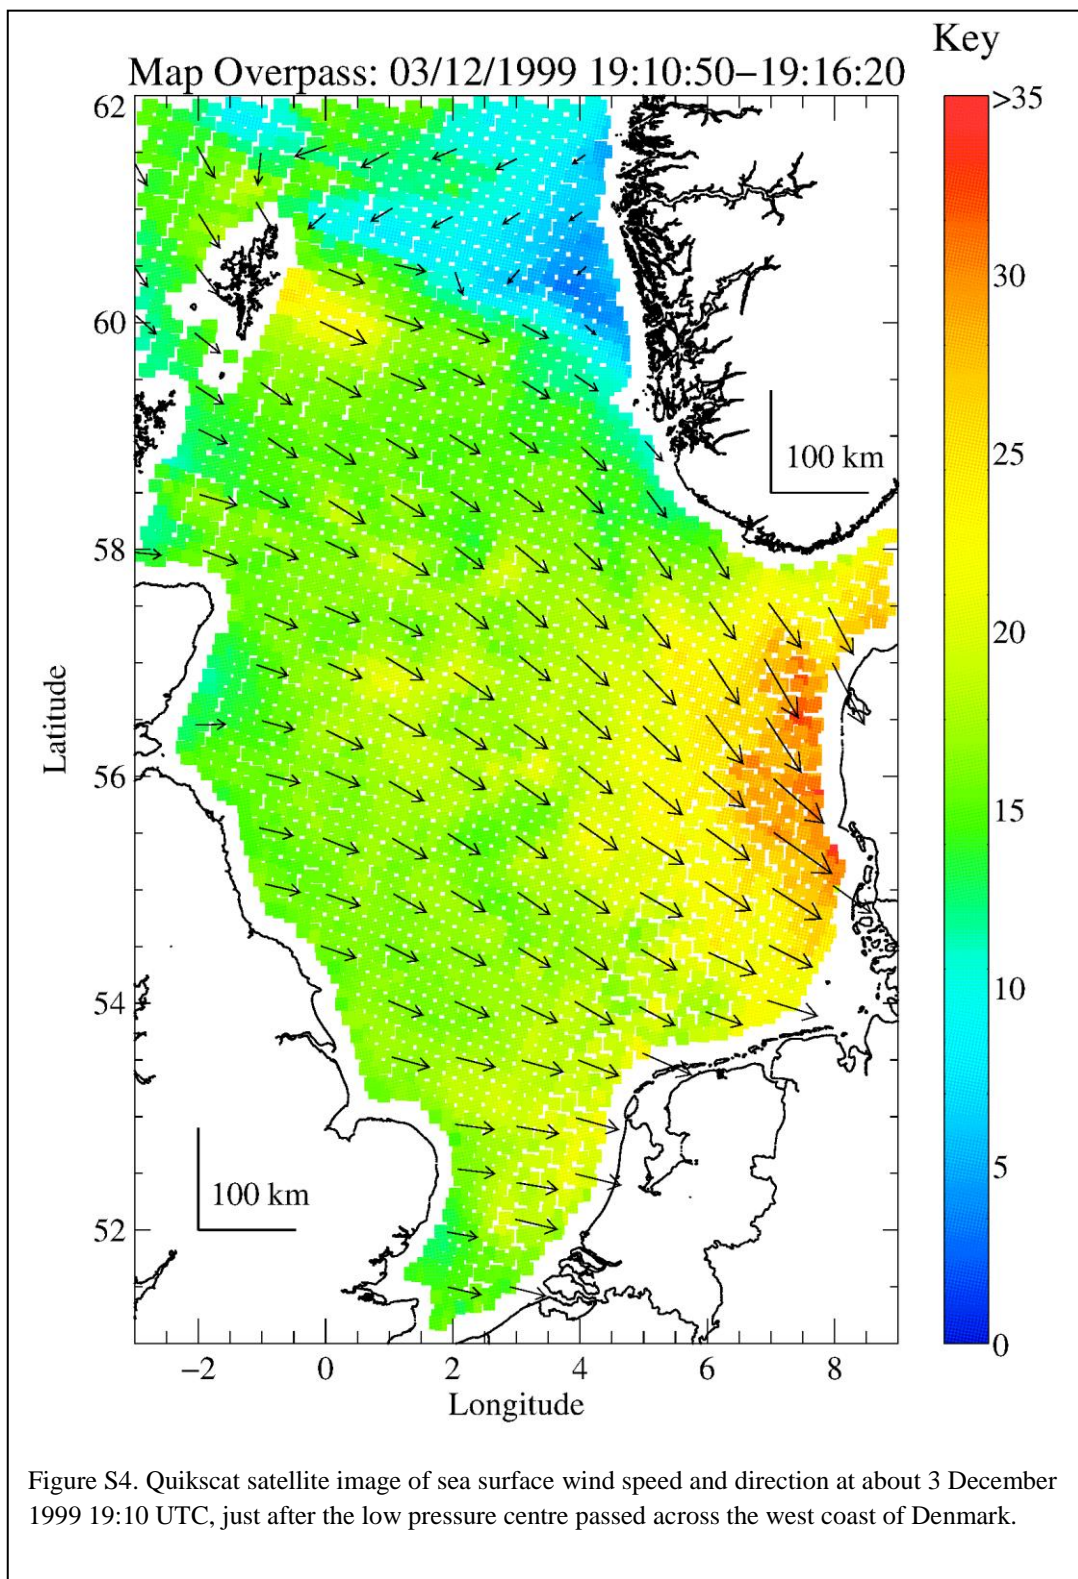 Key
Map Overpass: 03/12/1999 19:10:50−19:16:20
62
60
58
56
54
52
Latitude
−2 0 2 4 6 8
Longitude
100 km
100 km
>35
30
25
20
15
10
5
0
Figure S4. Quikscat satellite image of sea surface wind speed and direction at about 3 December
1999 19:10 UTC, just after the low pressure centre passed across the west coast of Denmark.